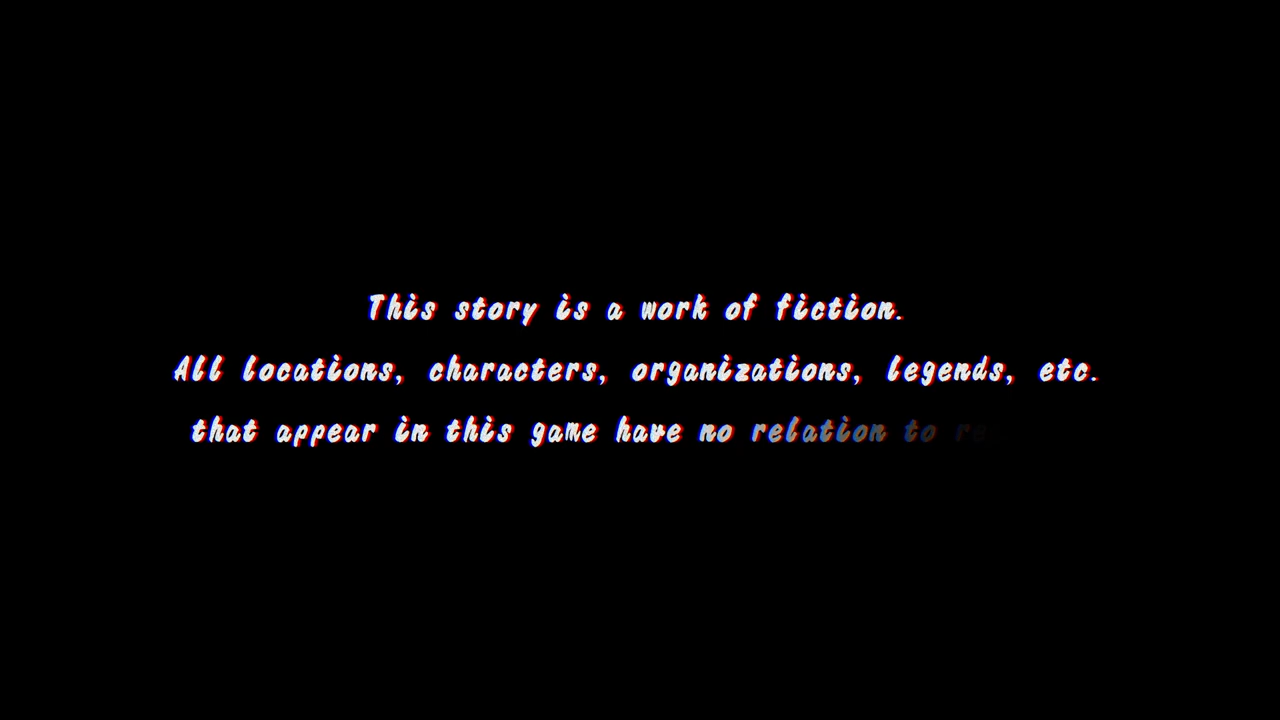 This story is a work of fiction.
All locations, characters, organizations, legends, etc.
that appear in this game have no relation to